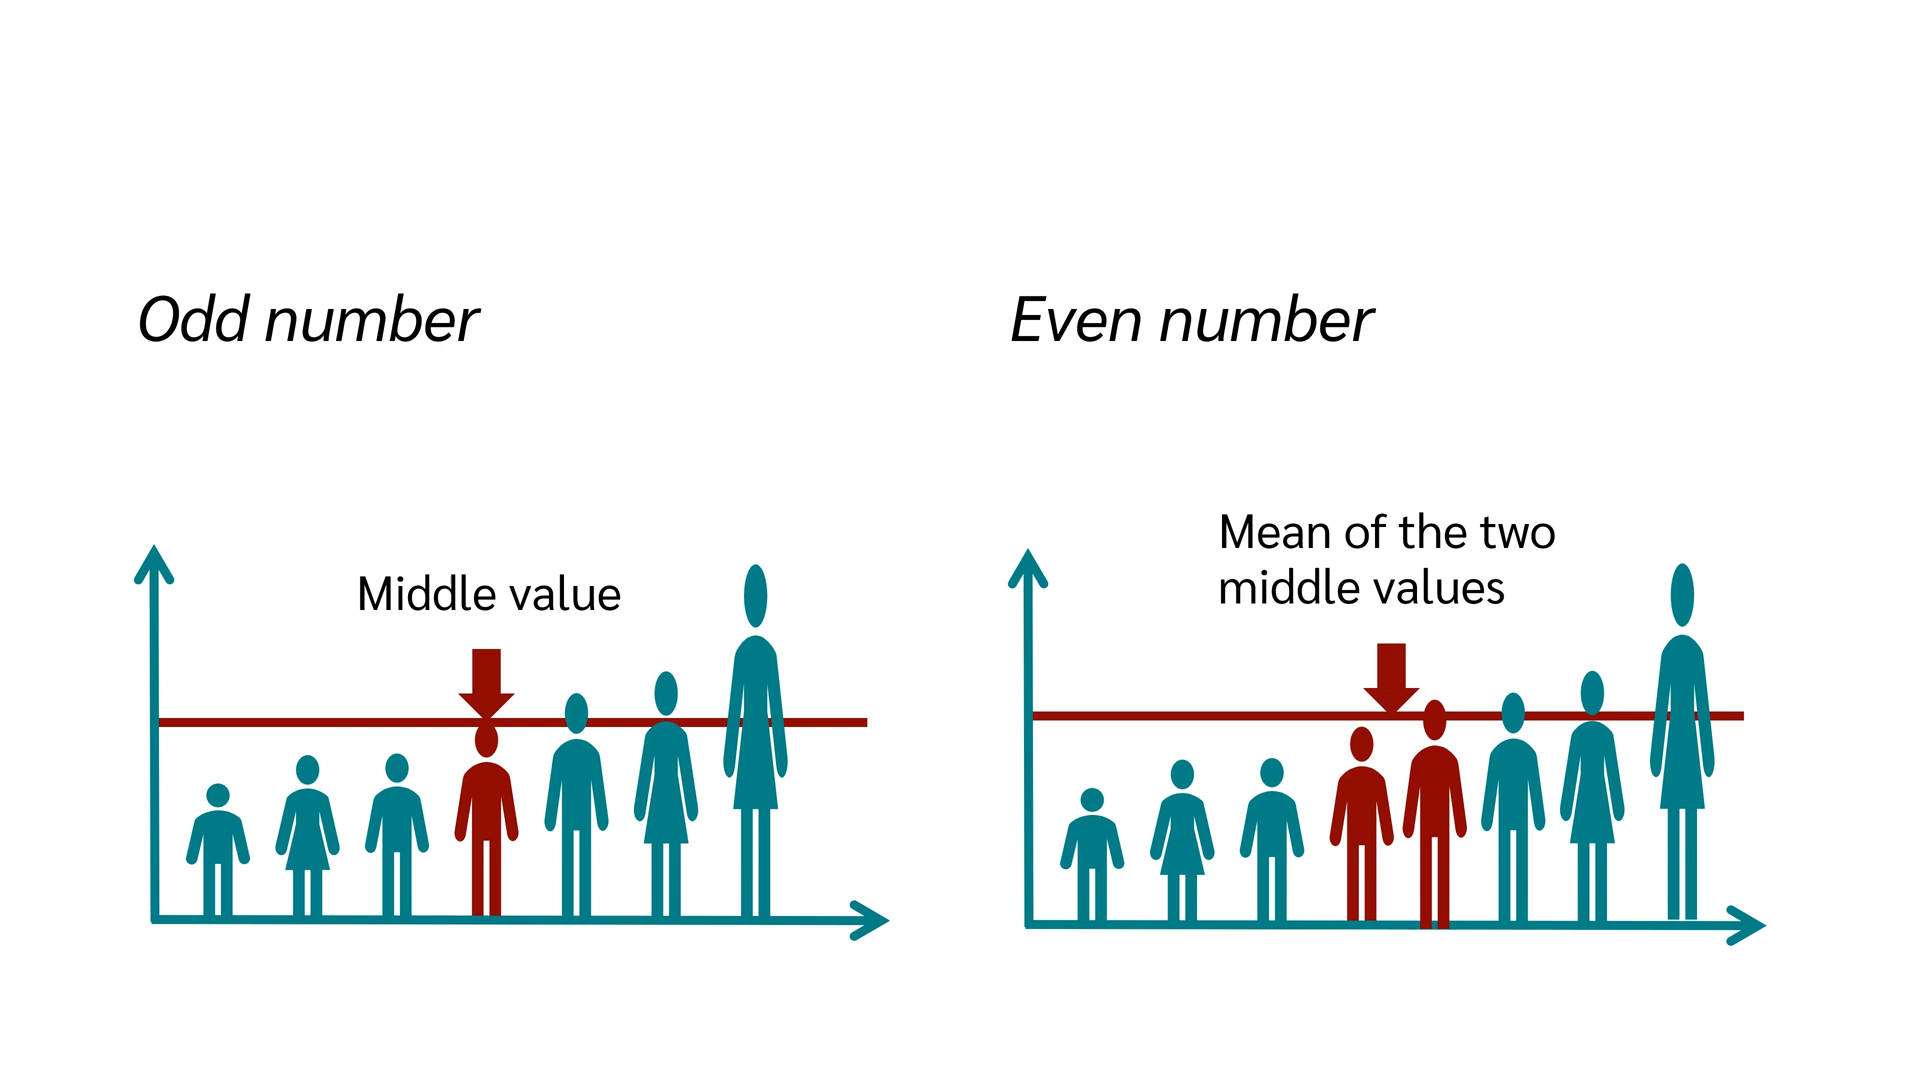 Odd number
Even number
Middle value
Mean of the two
middle values